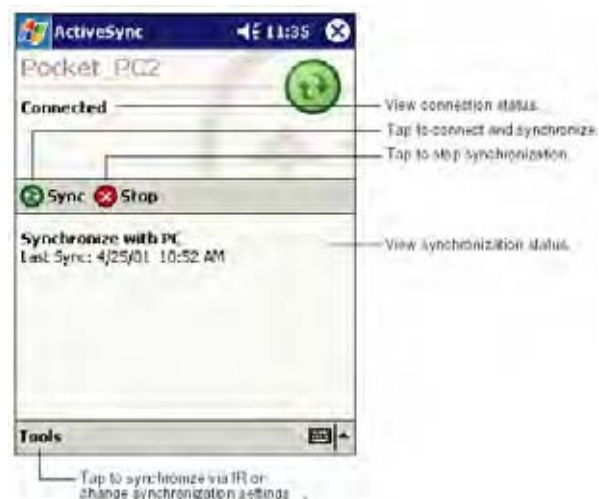 ActiveSync 11:35
Pocket_PC2
Connected
View connection status.
Tap to connect and synchronize.
Tap to stop synchronization.
Sync Stop
Synchronize with PC
Last Sync: 4/25/01 10:52 AM
View synchronization status.
Tools
Tap to synchronize via IR or
change synchronization settings.